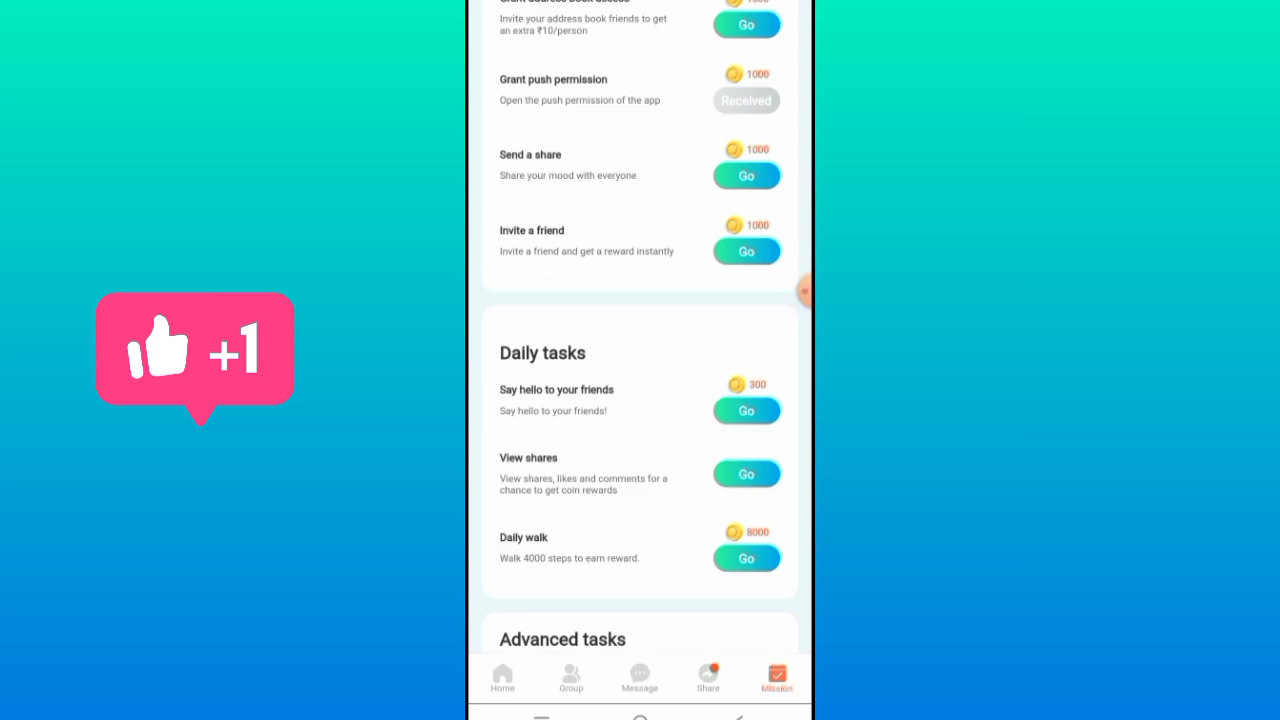 Invite your address book friends to get
an extra ₹10/person
Go
Grant push permission
1000
Open the push permission of the app
Received
Send a share
1000
Share your mood with everyone
Go
Invite a friend
1000
Invite a friend and get a reward instantly
Go
+1
Daily tasks
Say hello to your friends
300
Say hello to your friends!
Go
View shares
View shares, likes and comments for a
chance to get coin rewards
Go
Daily walk
8000
Walk 4000 steps to earn reward.
Go
Advanced tasks
Home
Group
Message
Share
Mission